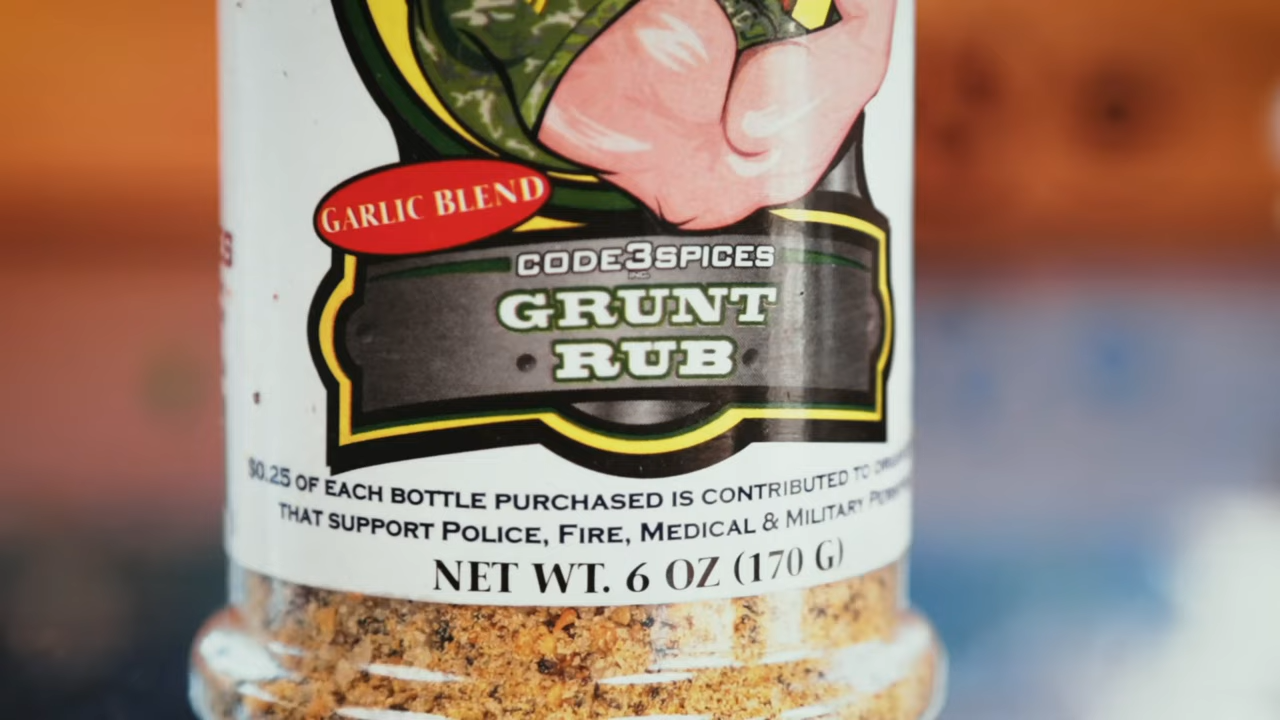 GARLIC BLEND
CODE3SPICES
INC.
GRUNT
RUB
$0.25 OF EACH BOTTLE PURCHASED IS CONTRIBUTED TO
THAT SUPPORT POLICE, FIRE, MEDICAL & MILITARY
NET WT. 6 OZ (170 G)